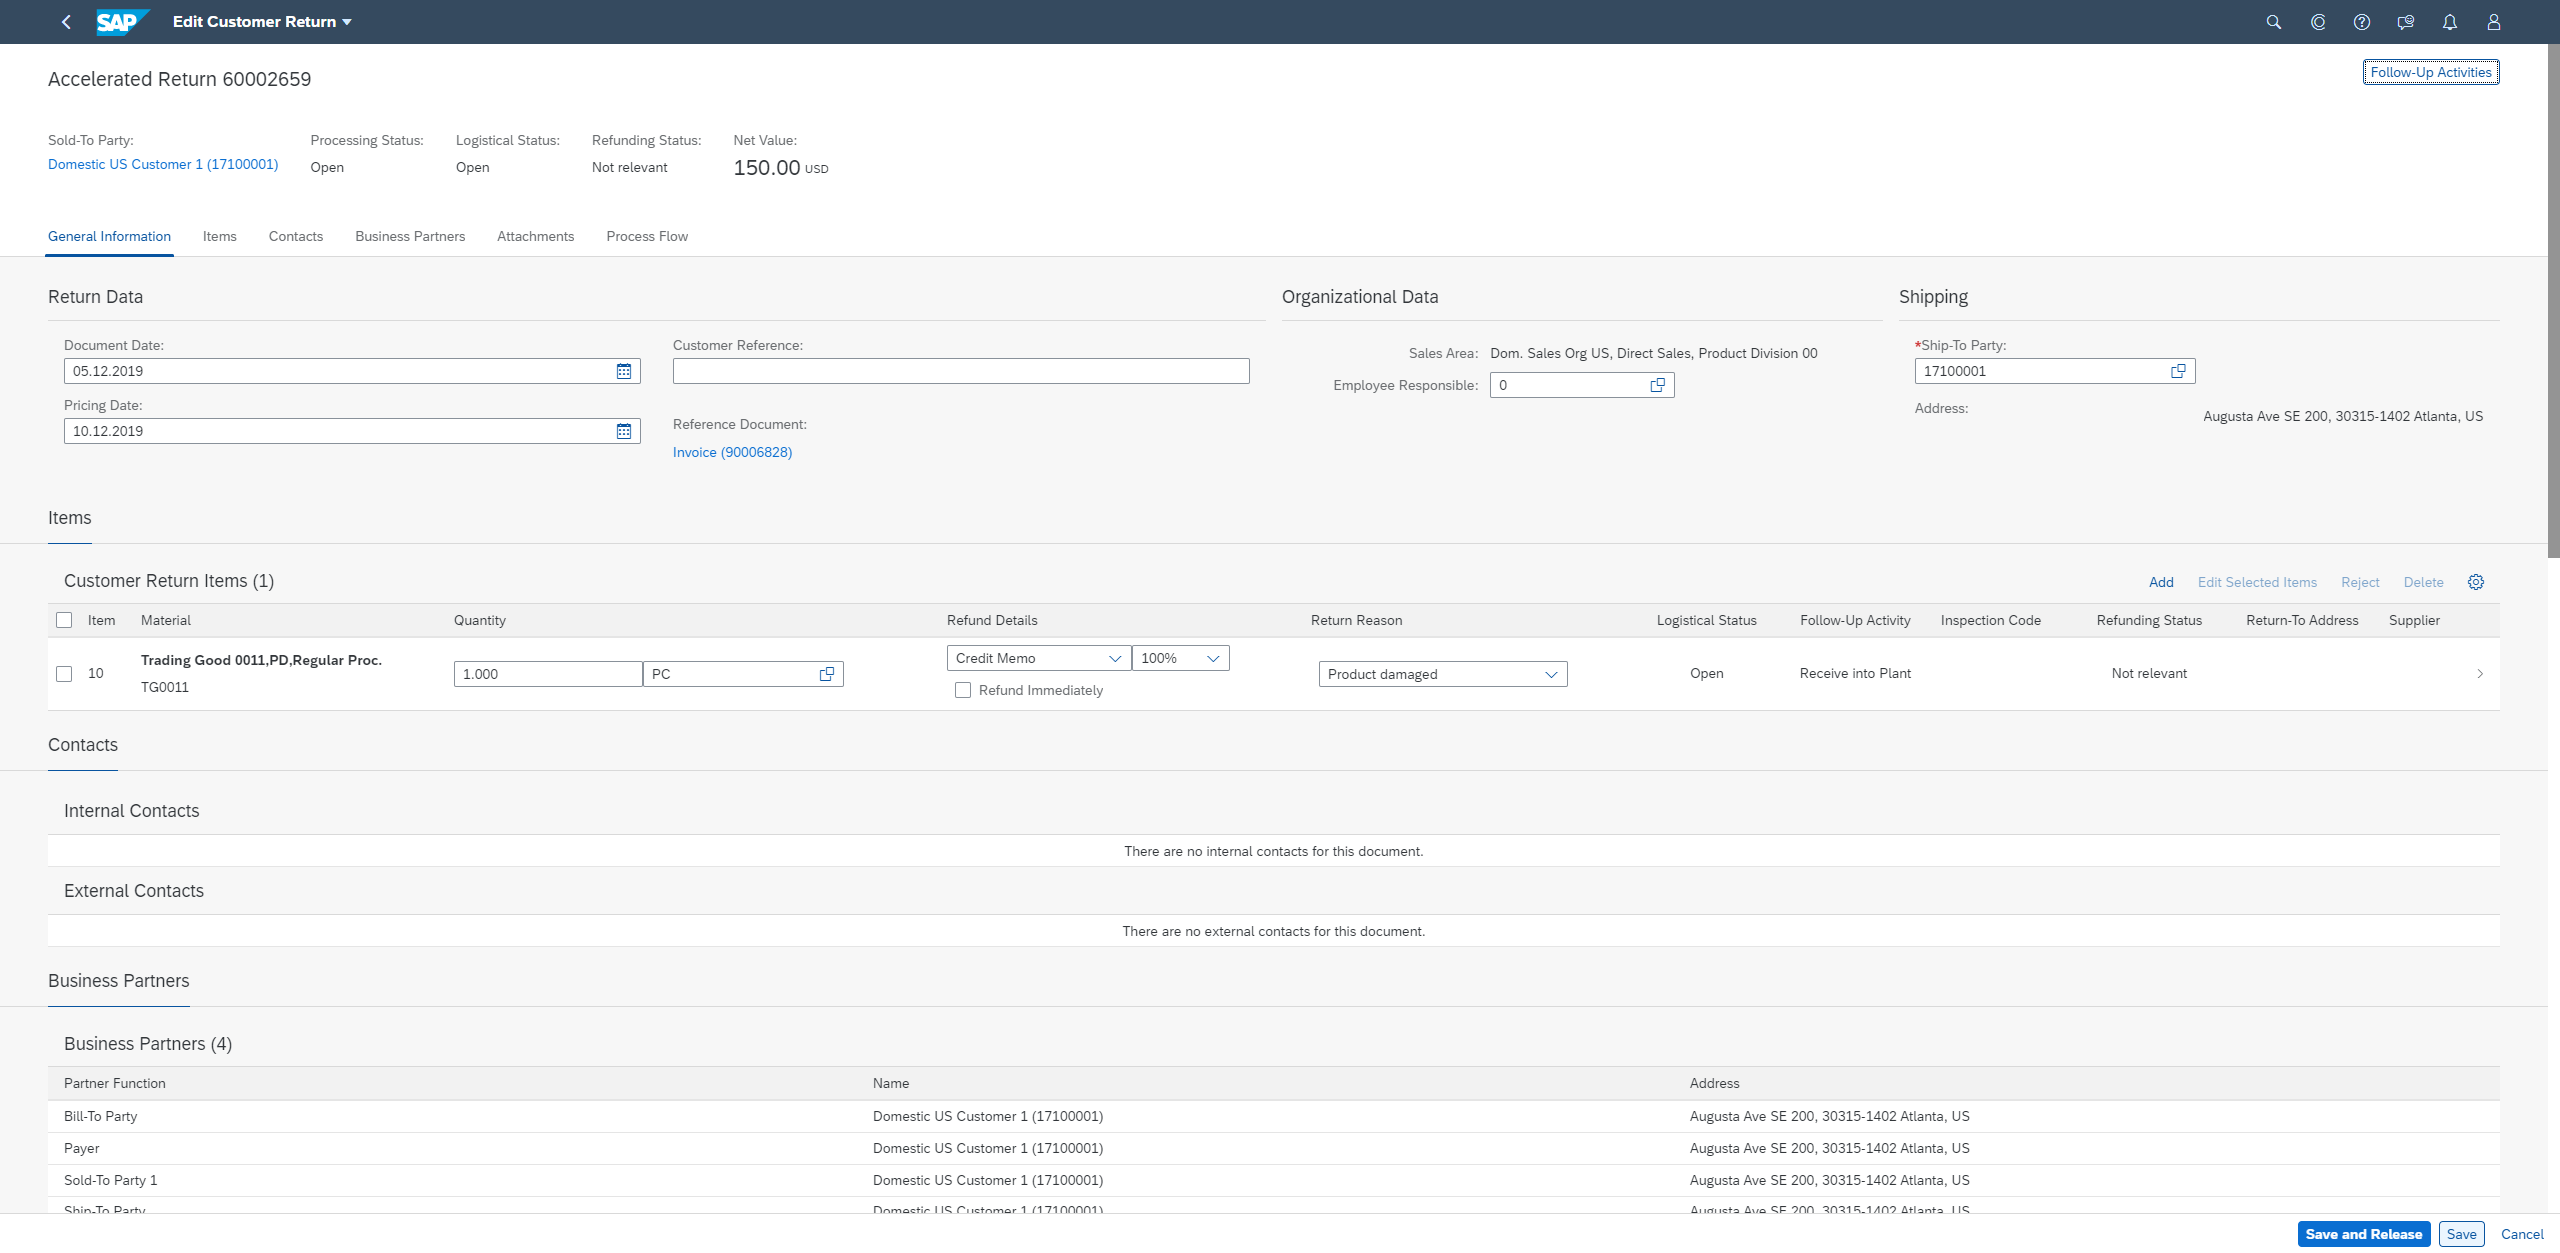 SAP Edit Customer Return
Accelerated Return 60002659
Follow-Up Activities
Sold-To Party: Processing Status: Logistical Status: Refunding Status: Net Value:
Domestic US Customer 1 (17100001) Open Open Not relevant 150.00 USD
General Information Items Contacts Business Partners Attachments Process Flow
Return Data
Document Date:
05.12.2019
Pricing Date:
10.12.2019
Customer Reference:
Reference Document:
Invoice (90006828)
Organizational Data
Sales Area: Dom. Sales Org US, Direct Sales, Product Division 00
Employee Responsible: 0
Shipping
*Ship-To Party:
17100001
Address:
Augusta Ave SE 200, 30315-1402 Atlanta, US
Items
Customer Return Items (1)
Add Edit Selected Items Reject Delete
Item Material Quantity Refund Details Return Reason Logistical Status Follow-Up Activity Inspection Code Refunding Status Return-To Address Supplier
10 Trading Good 0011,PD,Regular Proc.
TG0011
1.000 PC
Credit Memo 100%
Refund Immediately
Product damaged Open Receive into Plant Not relevant
Contacts
Internal Contacts
There are no internal contacts for this document.
External Contacts
There are no external contacts for this document.
Business Partners
Business Partners (4)
Partner Function Name Address
Bill-To Party Domestic US Customer 1 (17100001) Augusta Ave SE 200, 30315-1402 Atlanta, US
Payer Domestic US Customer 1 (17100001) Augusta Ave SE 200, 30315-1402 Atlanta, US
Sold-To Party 1 Domestic US Customer 1 (17100001) Augusta Ave SE 200, 30315-1402 Atlanta, US
Ship-To Party Domestic US Customer 1 (17100001) Augusta Ave SE 200, 30315-1402 Atlanta, US
Save and Release Save Cancel